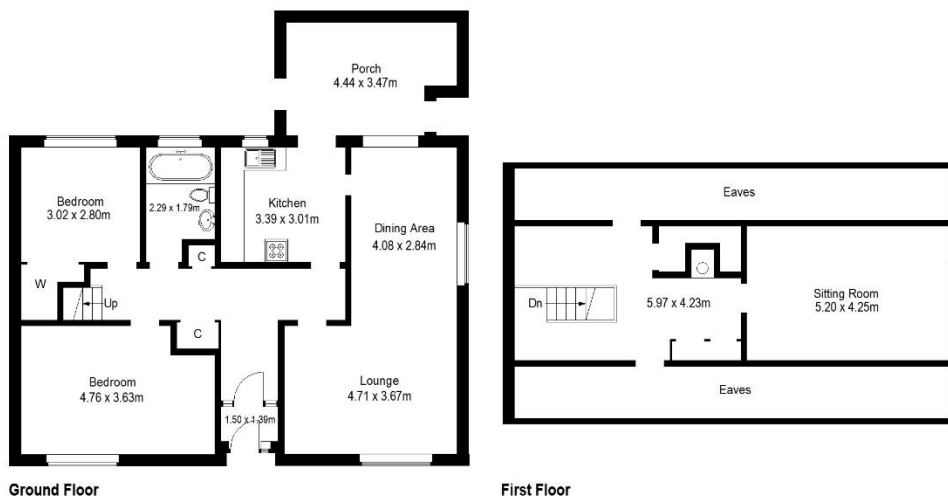 Porch
4.44 x 3.47m
Bedroom
3.02 x 2.80m
2.29 x 1.79m
Kitchen
3.39 x 3.01m
Dining Area
4.08 x 2.84m
C
W
Up
C
Bedroom
4.76 x 3.63m
Lounge
4.71 x 3.67m
1.50 x 1.39m
Ground Floor
Eaves
Dn
5.97 x 4.23m
Sitting Room
5.20 x 4.25m
Eaves
First Floor